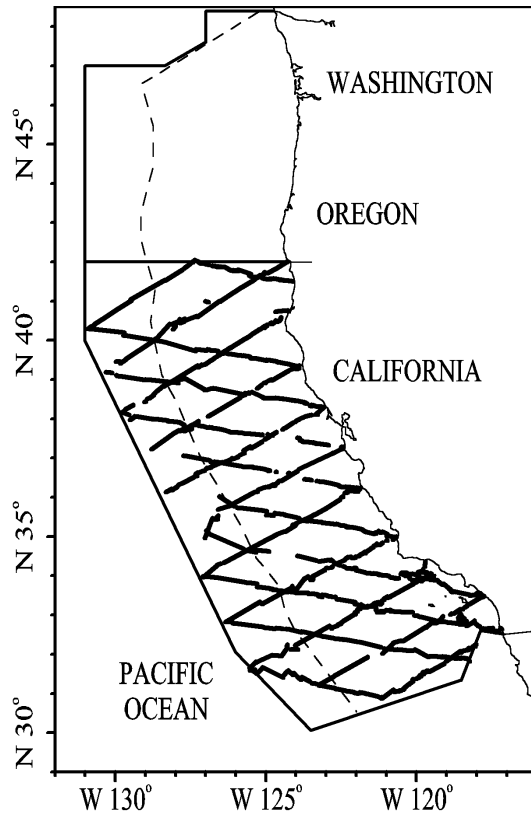 WASHINGTON
N 45°
OREGON
N 40°
CALIFORNIA
N 35°
PACIFIC
OCEAN
N 30°
W 130° W 125° W 120°